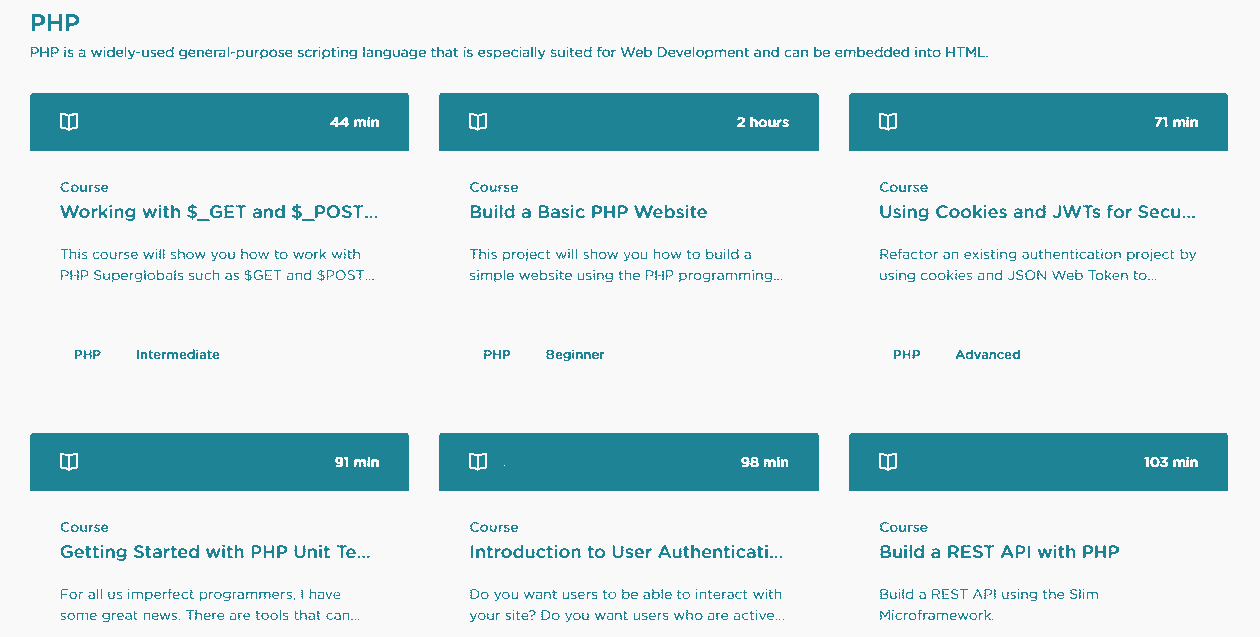 PHP
PHP is a widely-used general-purpose scripting language that is especially suited for Web Development and can be embedded into HTML.
44 min
Course
Working with $_GET and $_POST...
This course will show you how to work with
PHP Superglobals such as $GET and $POST...
PHP Intermediate
2 hours
Course
Build a Basic PHP Website
This project will show you how to build a
simple website using the PHP programming...
PHP Beginner
71 min
Course
Using Cookies and JWTs for Secu...
Refactor an existing authentication project by
using cookies and JSON Web Token to...
PHP Advanced
91 min
Course
Getting Started with PHP Unit Te...
For all us imperfect programmers, I have
some great news. There are tools that can...
98 min
Course
Introduction to User Authenticati...
Do you want users to be able to interact with
your site? Do you want users who are active...
103 min
Course
Build a REST API with PHP
Build a REST API using the Slim
Microframework.